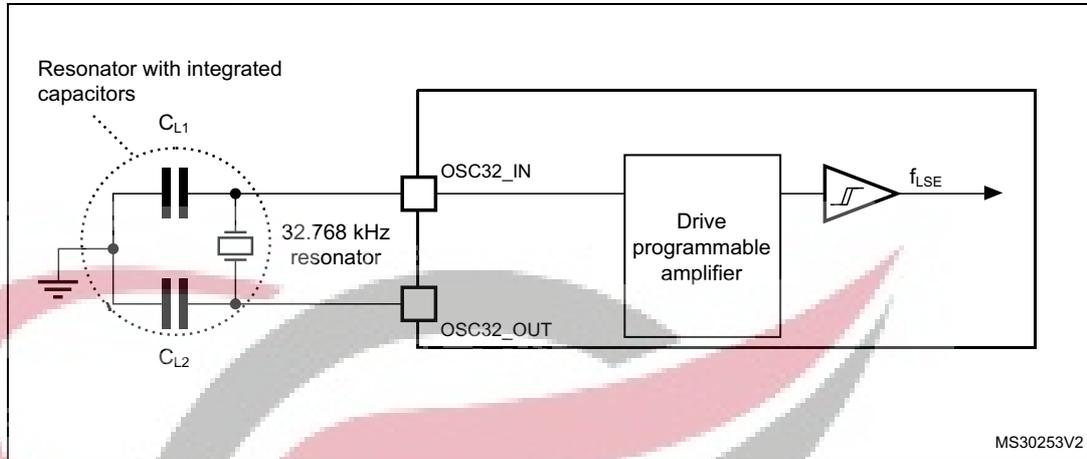 Resonator with integrated
capacitors
CL1
OSC32_IN
fLSE
32.768 kHz
resonator
Drive
programmable
amplifier
OSC32_OUT
CL2
MS30253V2